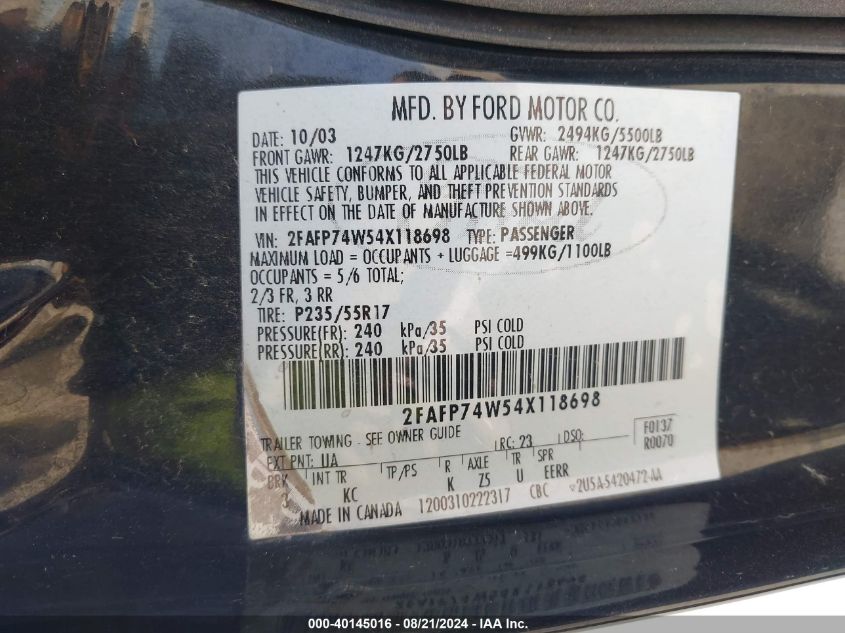 MFD. BY FORD MOTOR CO.
DATE: 10/03 GVWR: 2494KG/5500LB
FRONT GAWR: 1247KG/2750LB REAR GAWR: 1247KG/2750LB
THIS VEHICLE CONFORMS TO ALL APPLICABLE FEDERAL MOTOR
VEHICLE SAFETY, BUMPER, AND THEFT PREVENTION STANDARDS
IN EFFECT ON THE DATE OF MANUFACTURE SHOWN ABOVE.
VIN: 2FAFP74W54X118698 TYPE: PASSENGER
MAXIMUM LOAD = OCCUPANTS + LUGGAGE =499KG/1100LB
OCCUPANTS = 5/6 TOTAL;
2/3 FR, 3 RR
TIRE: P235/55R17
PRESSURE(FR): 240 kPa/35 PSI COLD
PRESSURE(RR): 240 kPa/35 PSI COLD
2FAFP74W54X118698
TRAILER TOWING - SEE OWNER GUIDE RC: 23 DSO: F0137
EXT PNT: UA R0070
BRK INT TR TP/PS R AXLE TR SPR
3 KC K Z5 U EERR
MADE IN CANADA 1200310222317 CBC 2U5A-5420472-AA
000-40145016 - 08/21/2024 - IAAI Inc.